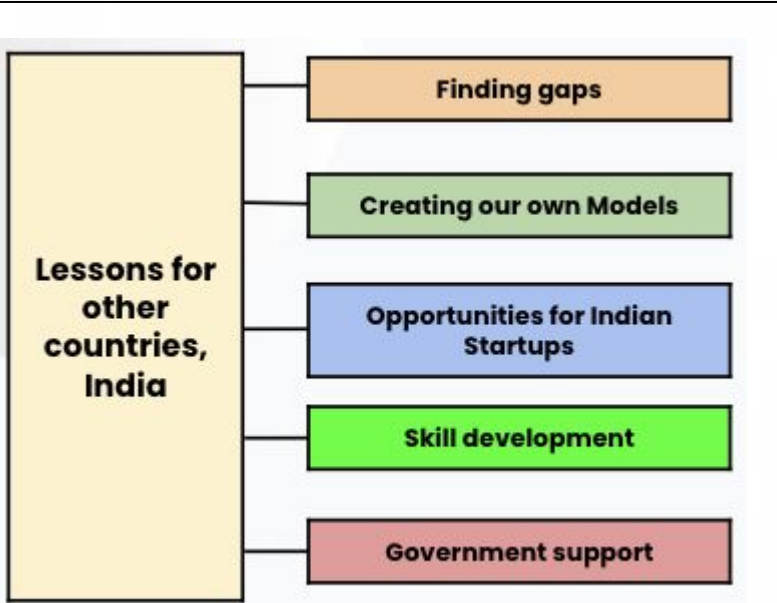 Lessons for
other
countries,
India
Finding gaps
Creating our own Models
Opportunities for Indian
Startups
Skill development
Government support